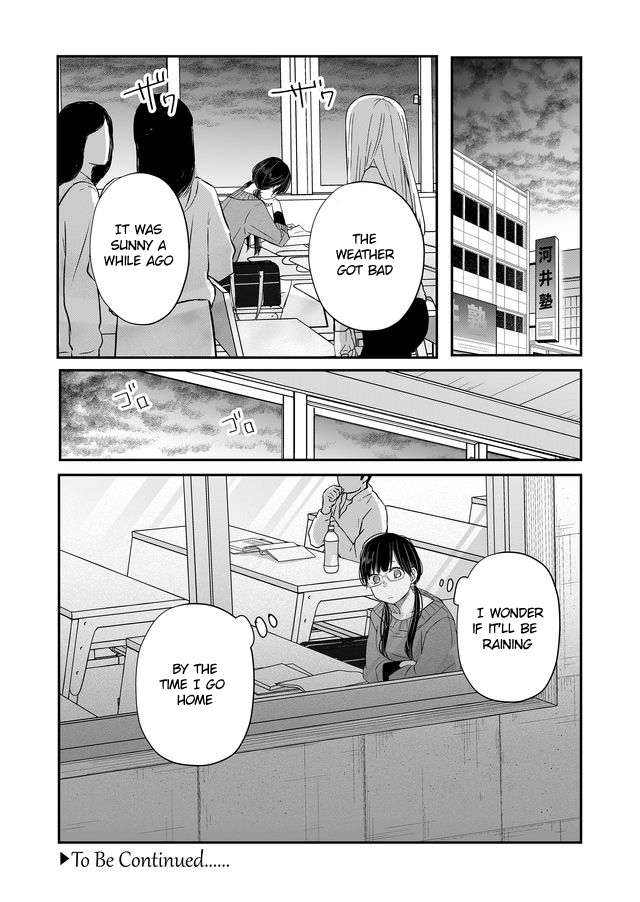 河井塾
塾
ザワ
THE
WEATHER
GOT BAD
ザワ
IT WAS
SUNNY A
WHILE AGO
ゴロ
ゴロ
I WONDER
IF IT'LL BE
RAINING
BY THE
TIME I GO
HOME
To Be Continued......